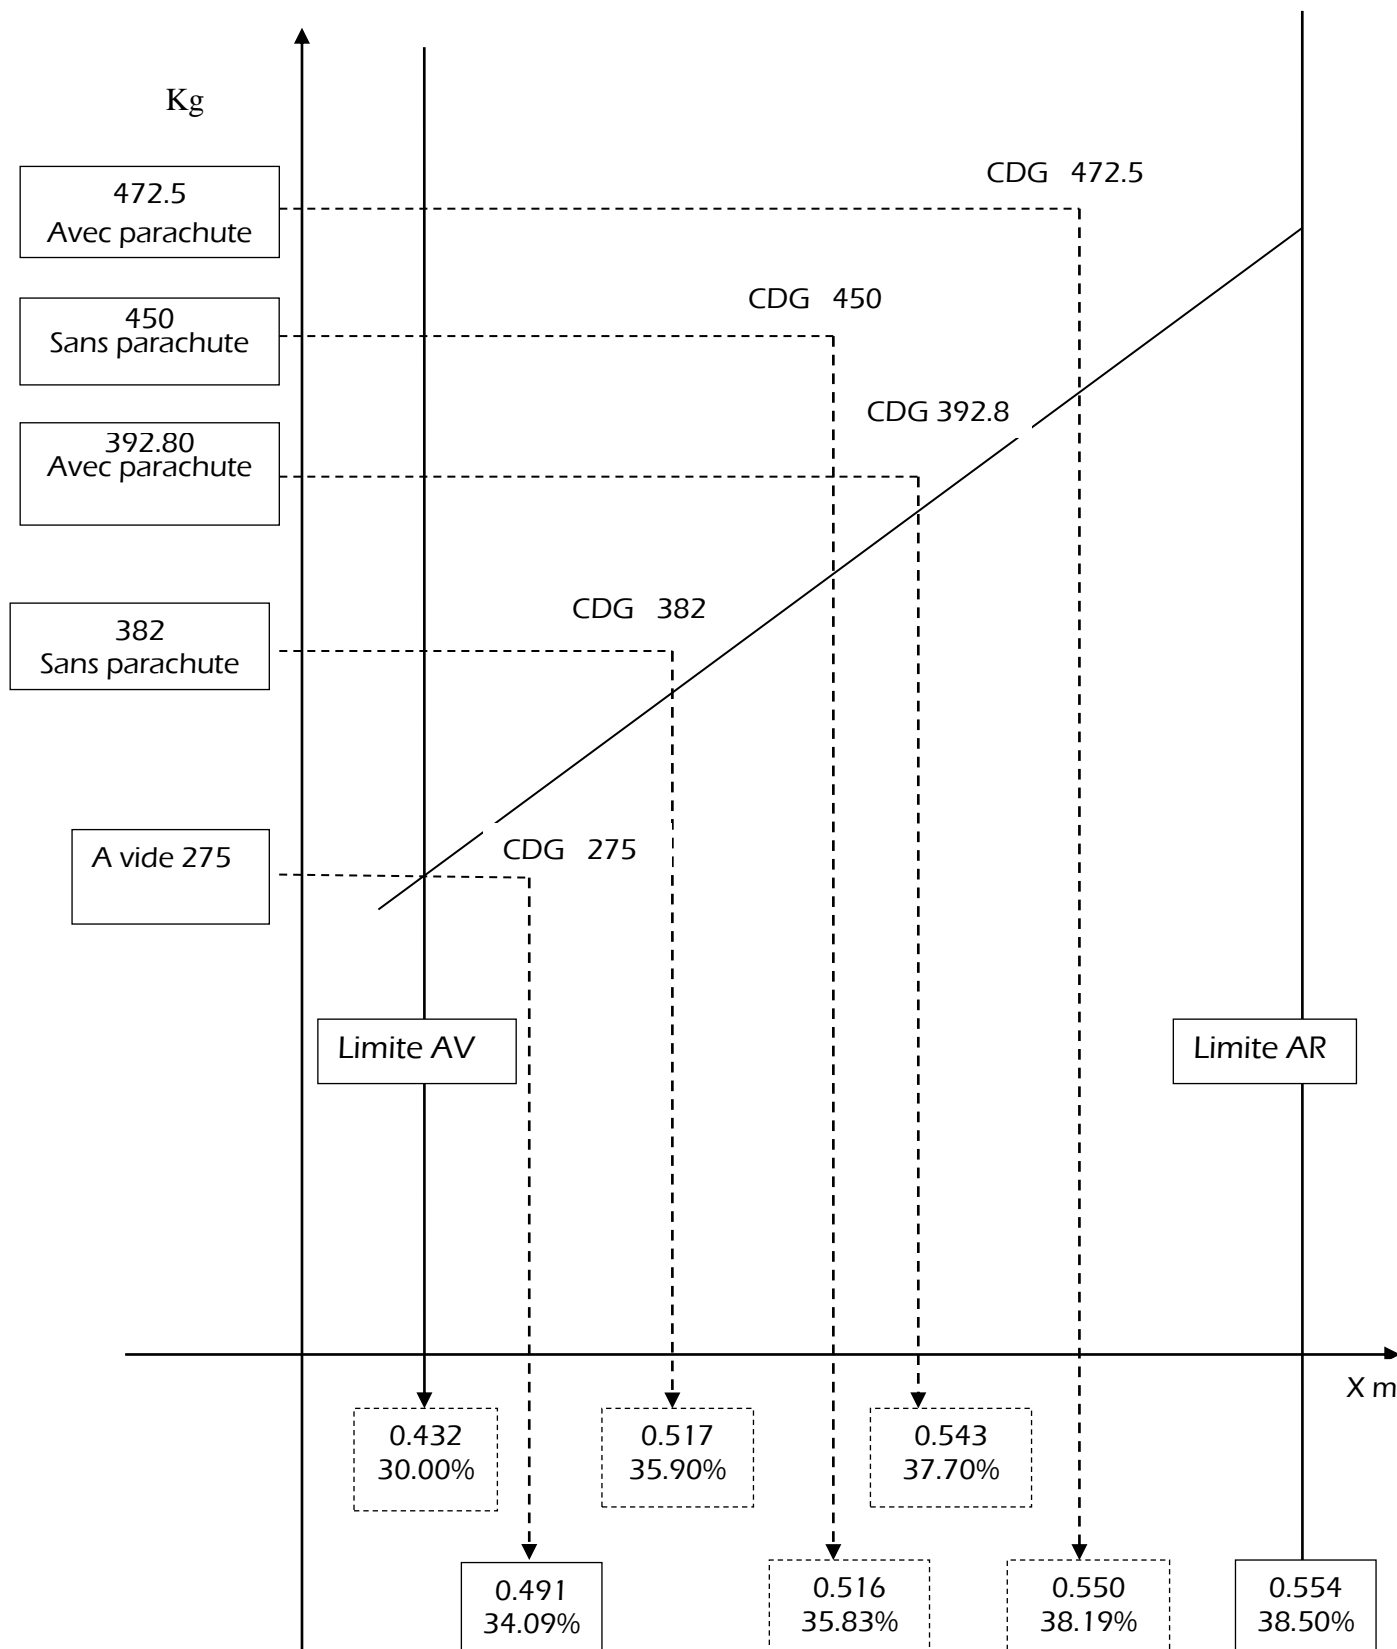 Kg
CDG 472.5
472.5
Avec parachute
CDG 450
450
Sans parachute
CDG 392.8
392.80
Avec parachute
CDG 382
382
Sans parachute
A vide 275
CDG 275
Limite AV
Limite AR
X m
0.432
30.00%
0.517
35.90%
0.543
37.70%
0.491
34.09%
0.516
35.83%
0.550
38.19%
0.554
38.50%